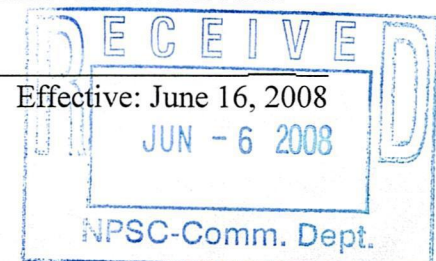 RECEIVED
Effective: June 16, 2008
JUN - 6 2008
NPSC-Comm. Dept.